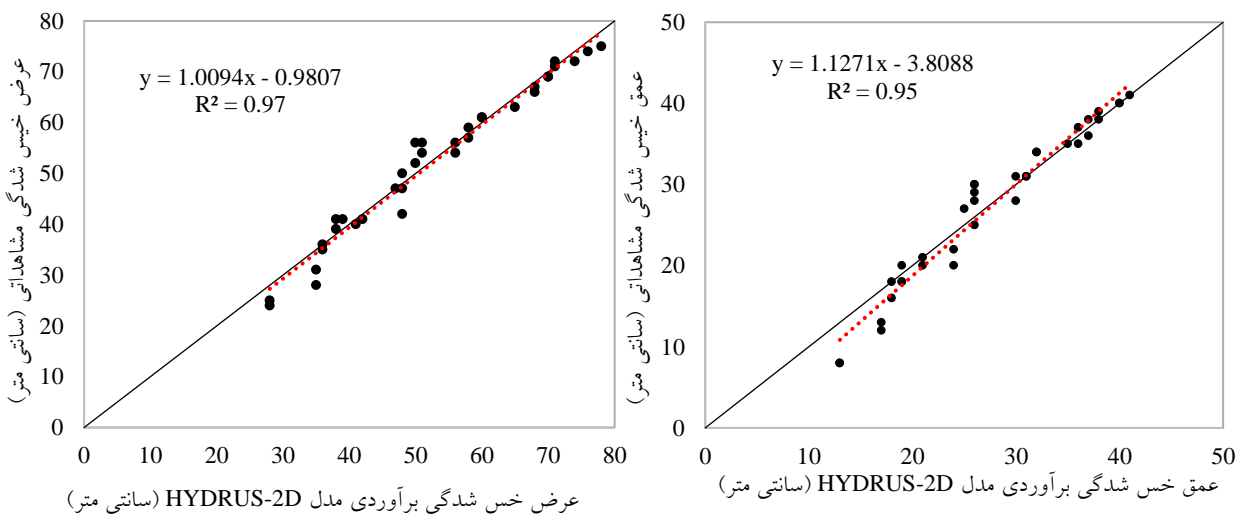 عرض خیس شدگی مشاهداتی (سانتی متر)
80
70
60
50
40
30
20
10
0
y = 1.0094x - 0.9807
R² = 0.97
0 10 20 30 40 50 60 70 80
عرض خس شدگی برآوردی مدل HYDRUS-2D (سانتی متر)
عمق خیس شدگی مشاهداتی (سانتی متر)
50
40
30
20
10
0
y = 1.1271x - 3.8088
R² = 0.95
0 10 20 30 40 50
عمق خس شدگی برآوردی مدل HYDRUS-2D (سانتی متر)